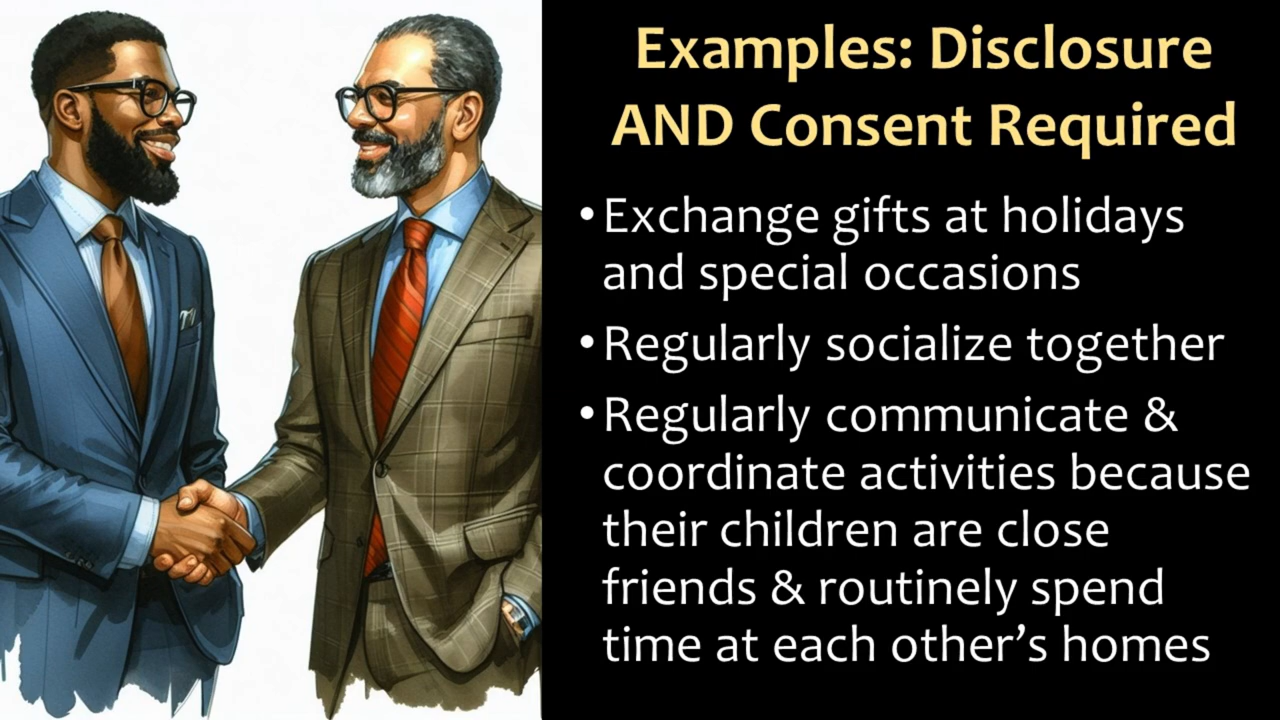 Examples: Disclosure
AND Consent Required
•Exchange gifts at holidays
and special occasions
•Regularly socialize together
•Regularly communicate &
coordinate activities because
their children are close
friends & routinely spend
time at each other’s homes